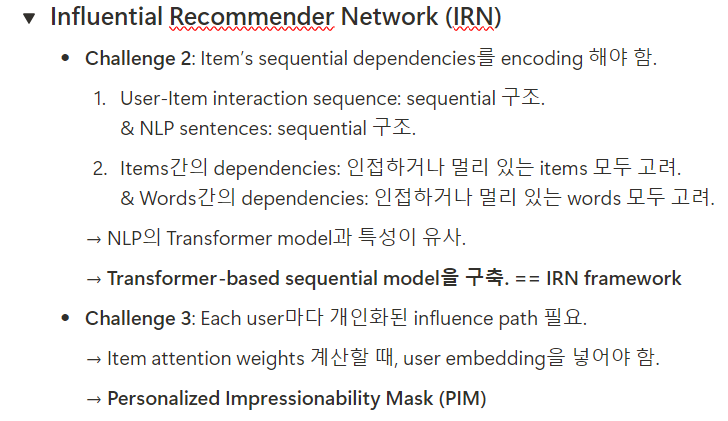 ▼ Influential Recommender Network (IRN)
• Challenge 2: Item's sequential dependencies를 encoding 해야 함.
1. User-Item interaction sequence: sequential 구조.
& NLP sentences: sequential 구조.
2. Items간의 dependencies: 인접하거나 멀리 있는 items 모두 고려.
& Words간의 dependencies: 인접하거나 멀리 있는 words 모두 고려.
→ NLP의 Transformer model과 특성이 유사.
→ Transformer-based sequential model을 구축. == IRN framework
• Challenge 3: Each user마다 개인화된 influence path 필요.
→ Item attention weights 계산할 때, user embedding을 넣어야 함.
→ Personalized Impressionability Mask (PIM)